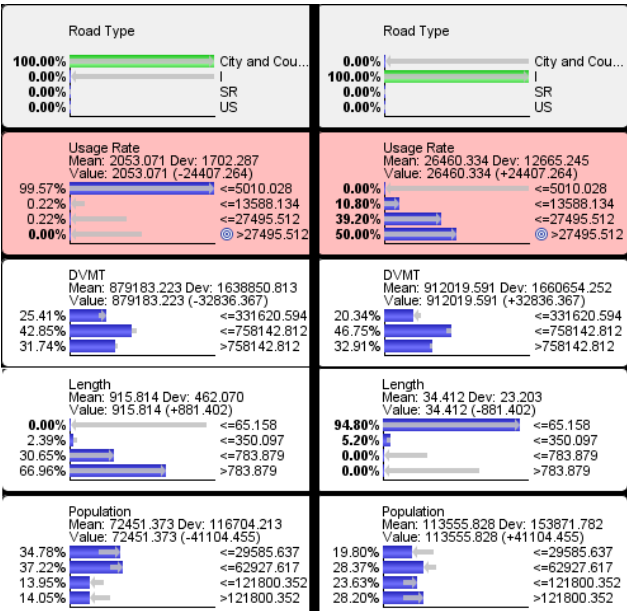 Road Type
100.00% City and Cou...
0.00% I
0.00% SR
0.00% US
Usage Rate
Mean: 2053.071 Dev: 1702.287
Value: 2053.071 (-24407.264)
99.57% <=5010.028
0.22% <=13588.134
0.22% <=27495.512
0.00% >27495.512
DVMT
Mean: 879183.223 Dev: 1638850.813
Value: 879183.223 (-32836.367)
25.41% <=331620.594
42.85% <=758142.812
31.74% >758142.812
Length
Mean: 915.814 Dev: 462.070
Value: 915.814 (+881.402)
0.00% <=65.158
2.39% <=350.097
30.65% <=783.879
66.96% >783.879
Population
Mean: 72451.373 Dev: 116704.213
Value: 72451.373 (-41104.455)
34.78% <=29585.637
37.22% <=62927.617
13.95% <=121800.352
14.05% >121800.352
Road Type
0.00% City and Cou...
100.00% I
0.00% SR
0.00% US
Usage Rate
Mean: 26460.334 Dev: 12665.245
Value: 26460.334 (+24407.264)
0.00% <=5010.028
10.80% <=13588.134
39.20% <=27495.512
50.00% >27495.512
DVMT
Mean: 912019.591 Dev: 1660654.252
Value: 912019.591 (+32836.367)
20.34% <=331620.594
46.75% <=758142.812
32.91% >758142.812
Length
Mean: 34.412 Dev: 23.203
Value: 34.412 (-881.402)
94.80% <=65.158
5.20% <=350.097
0.00% <=783.879
0.00% >783.879
Population
Mean: 113555.828 Dev: 153871.782
Value: 113555.828 (+41104.455)
19.80% <=29585.637
28.37% <=62927.617
23.63% <=121800.352
28.20% >121800.352